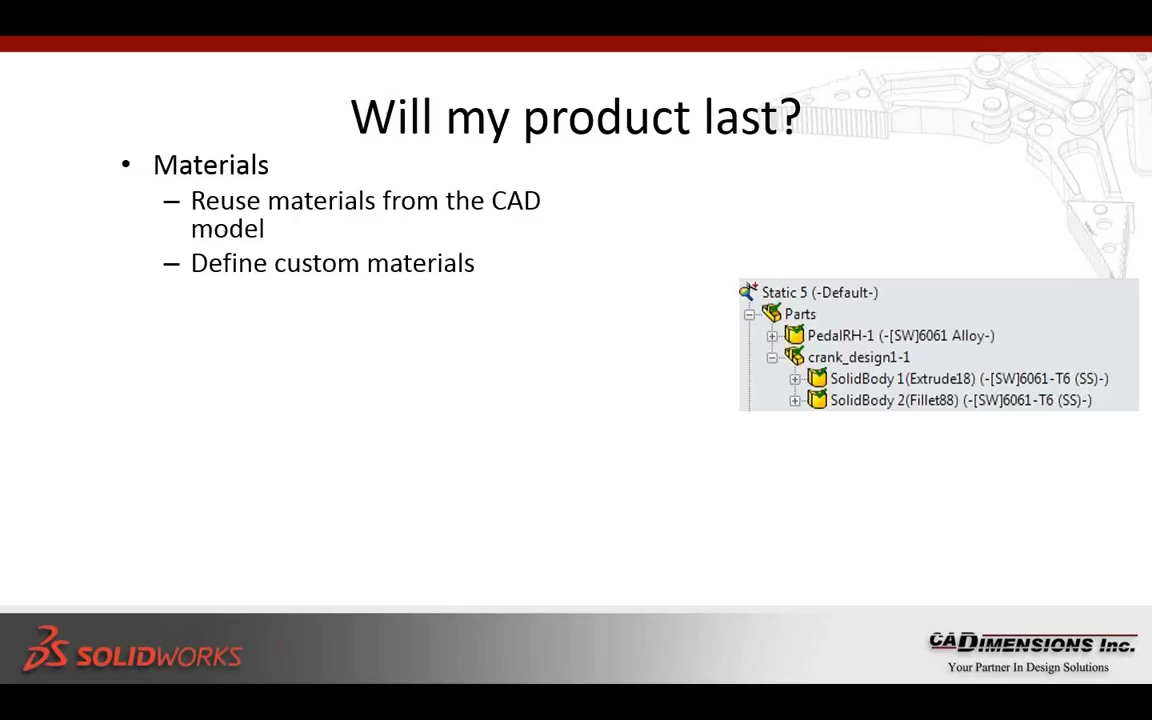 Will my product last?
• Materials
– Reuse materials from the CAD
model
– Define custom materials
Static 5 (-Default-)
Parts
PedalRH-1 (-[SW]6061 Alloy-)
crank_design1-1
SolidBody 1(Extrude18) (-[SW]6061-T6 (SS)-)
SolidBody 2(Fillet88) (-[SW]6061-T6 (SS)-)
SOLIDWORKS
CADIMENSIONS INC.
Your Partner In Design Solutions